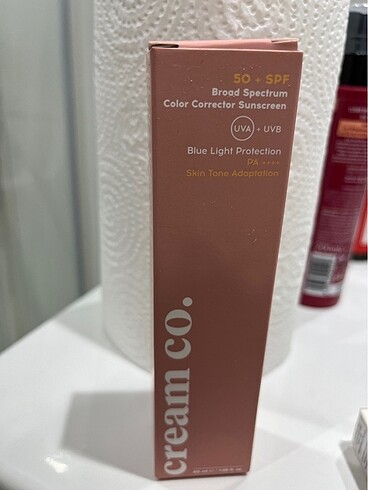 50 + SPF
Broad Spectrum
Color Corrector Sunscreen
UVA + UVB
Blue Light Protection
PA ++++
Skin Tone Adaptation
cream co.